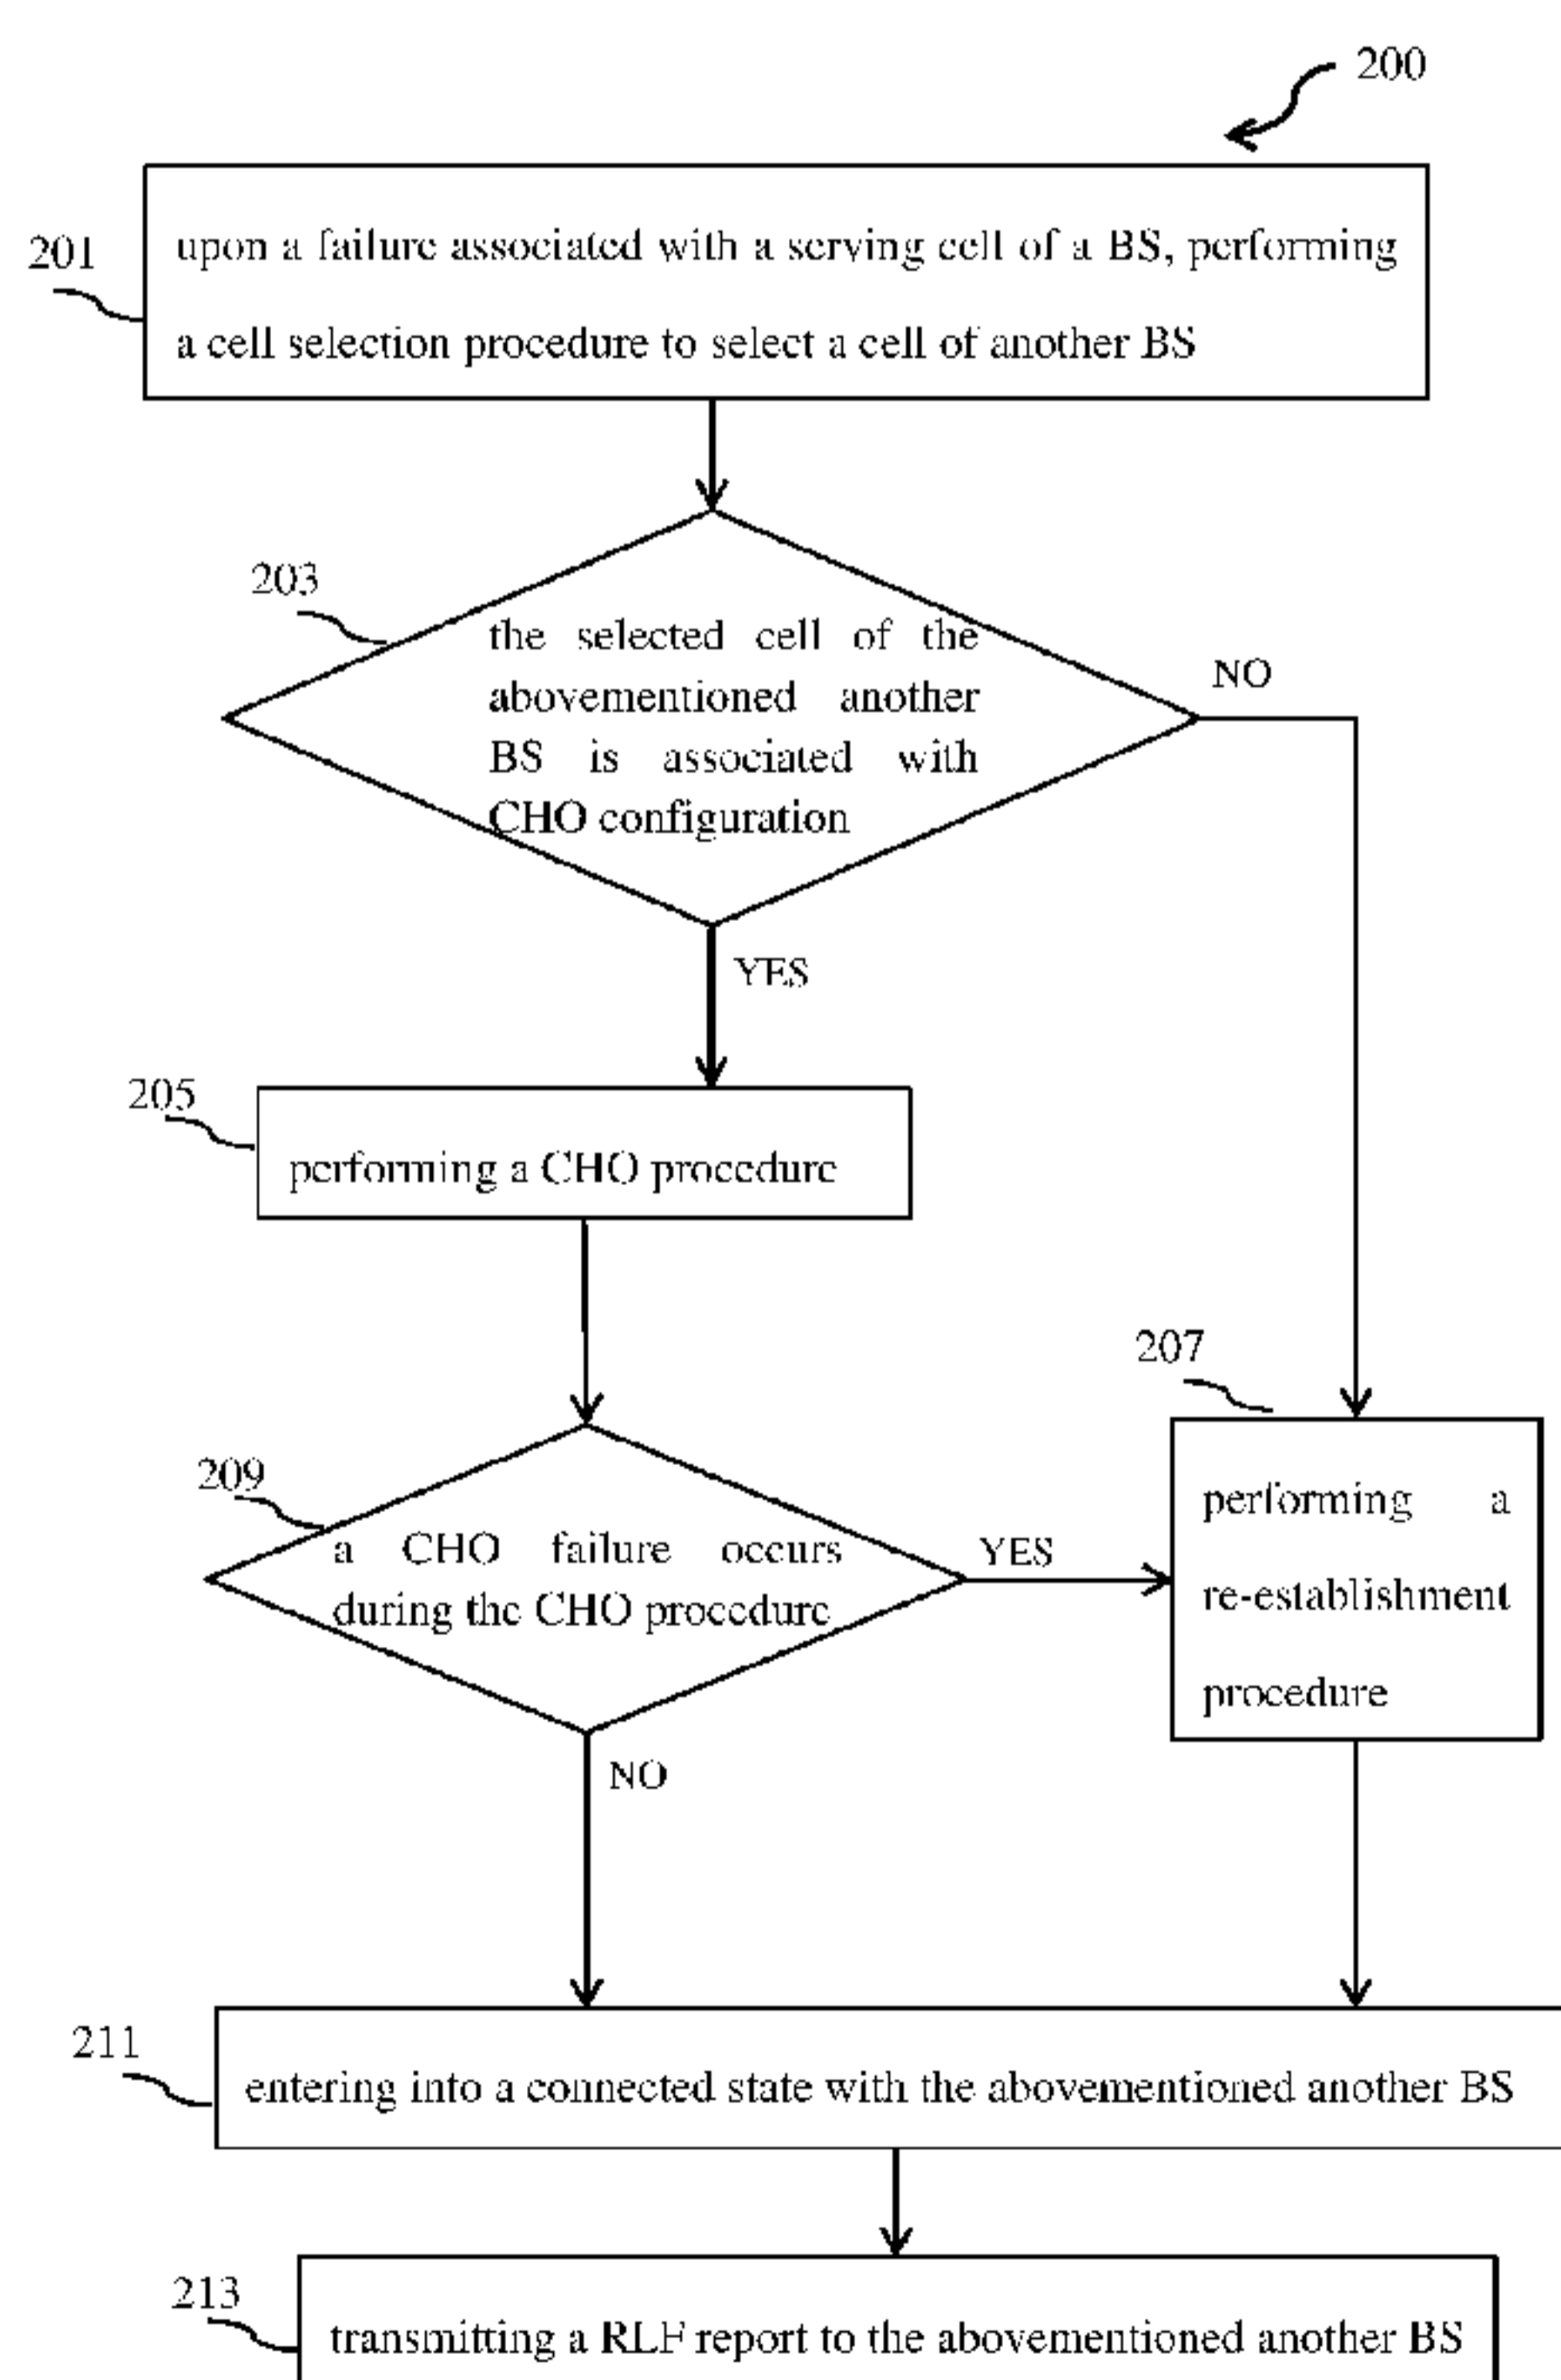 200
201
upon a failure associated with a serving cell of a BS, performing
a cell selection procedure to select a cell of another BS
203
the selected cell of the
abovementioned another
BS is associated with
CHO configuration
NO
YES
205
performing a CHO procedure
207
performing a
re-establishment
procedure
209
a CHO failure occurs
during the CHO procedure
YES
NO
211
entering into a connected state with the abovementioned another BS
213
transmitting a RLF report to the abovementioned another BS